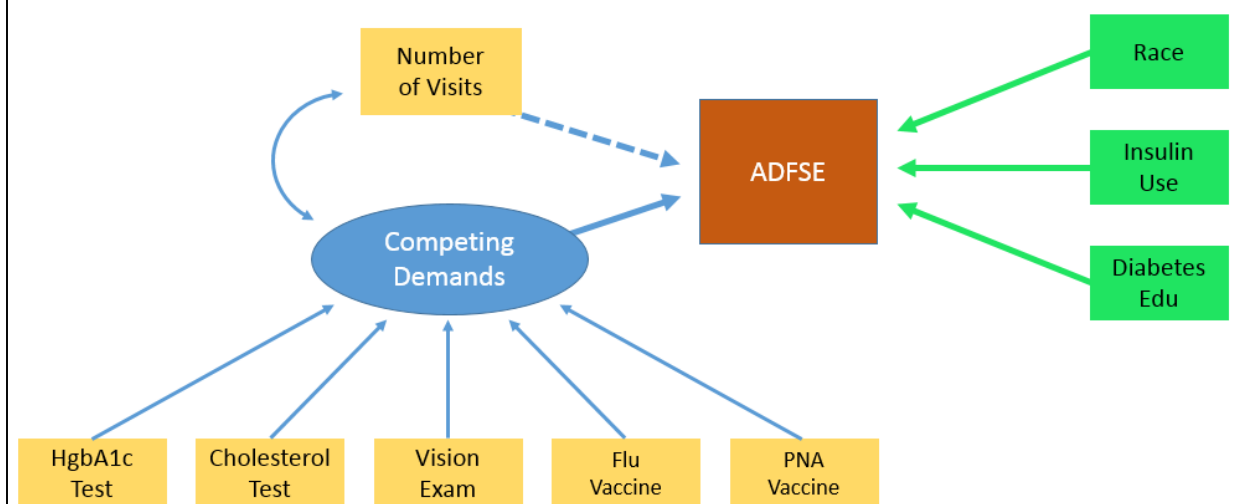 Number
of Visits
Race
ADFSE
Insulin
Use
Competing
Demands
Diabetes
Edu
HgbA1c
Test
Cholesterol
Test
Vision
Exam
Flu
Vaccine
PNA
Vaccine